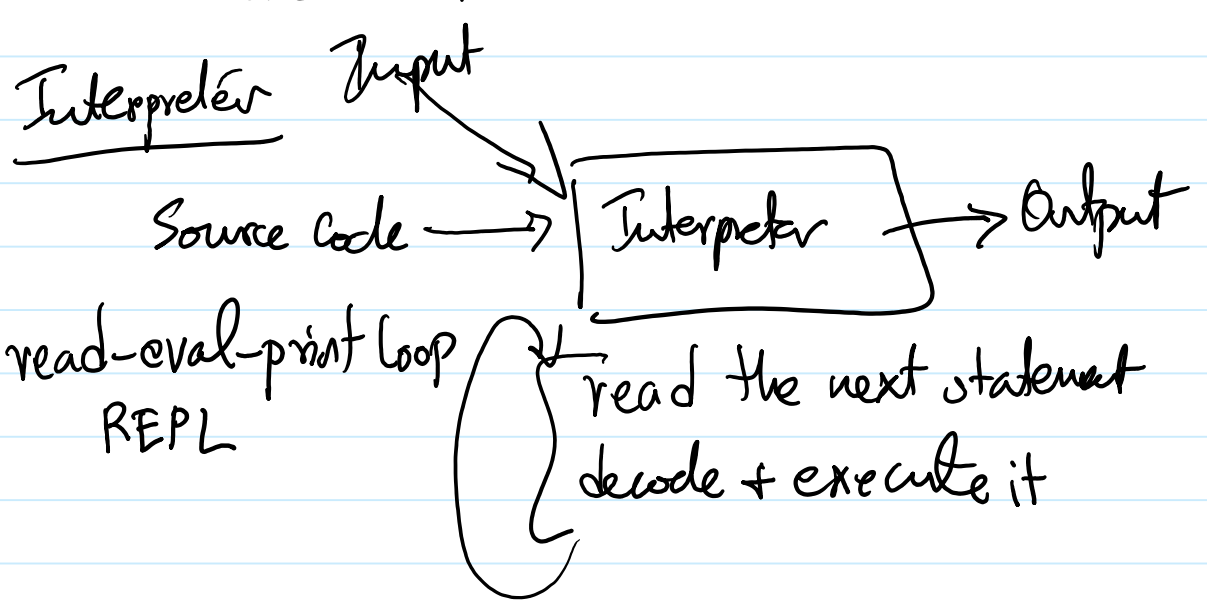 Input
Interpreter
Source Code
Interpreter
Output
read-eval-print loop
REPL
read the next statement
decode + execute it